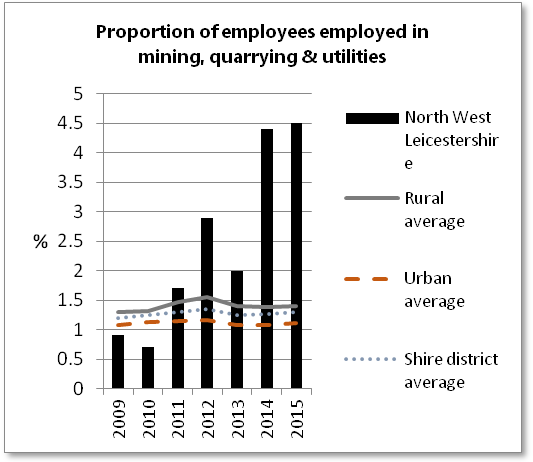 Proportion of employees employed in
mining, quarrying & utilities
5
4.5
4
3.5
3
2.5
2
1.5
1
0.5
0
%
2009
2010
2011
2012
2013
2014
2015
North West
Leicestershir
e
Rural
average
Urban
average
Shire district
average